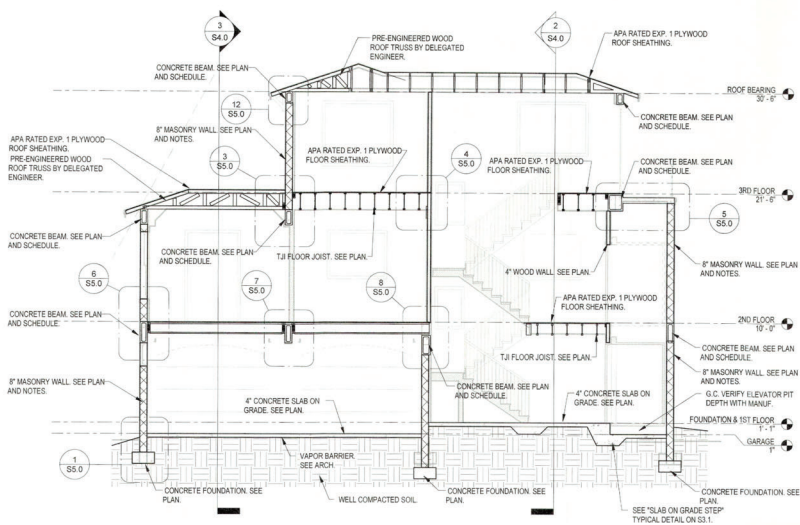 3
S4.0
2
S4.0
PRE-ENGINEERED WOOD
ROOF TRUSS BY DELEGATED
ENGINEER.
APA RATED EXP. 1 PLYWOOD
ROOF SHEATHING.
CONCRETE BEAM. SEE PLAN
AND SCHEDULE.
ROOF BEARING
30' - 6"
12
S5.0
CONCRETE BEAM. SEE PLAN
AND SCHEDULE.
8" MASONRY WALL. SEE PLAN
AND NOTES.
APA RATED EXP. 1 PLYWOOD
ROOF SHEATHING.
PRE-ENGINEERED WOOD
ROOF TRUSS BY DELEGATED
ENGINEER.
3
S5.0
APA RATED EXP. 1 PLYWOOD
FLOOR SHEATHING.
4
S5.0
APA RATED EXP. 1 PLYWOOD
FLOOR SHEATHING.
CONCRETE BEAM. SEE PLAN
AND SCHEDULE.
3RD FLOOR
21' - 6"
5
S5.0
CONCRETE BEAM. SEE PLAN
AND SCHEDULE.
CONCRETE BEAM. SEE PLAN
AND SCHEDULE.
TJI FLOOR JOIST. SEE PLAN.
4" WOOD WALL. SEE PLAN.
8" MASONRY WALL. SEE PLAN
AND NOTES.
6
S5.0
7
S5.0
8
S5.0
APA RATED EXP. 1 PLYWOOD
FLOOR SHEATHING.
CONCRETE BEAM. SEE PLAN
AND SCHEDULE
2ND FLOOR
10' - 0"
CONCRETE BEAM. SEE PLAN
AND SCHEDULE.
TJI FLOOR JOIST. SEE PLAN.
8" MASONRY WALL. SEE PLAN
AND NOTES.
8" MASONRY WALL. SEE PLAN
AND NOTES.
CONCRETE BEAM. SEE PLAN
AND SCHEDULE.
4" CONCRETE SLAB ON
GRADE. SEE PLAN.
4" CONCRETE SLAB ON
GRADE. SEE PLAN.
G.C. VERIFY ELEVATOR PIT
DEPTH WITH MANUF.
FOUNDATION & 1ST FLOOR
1' - 1"
GARAGE
1"
1
S5.0
VAPOR BARRIER.
SEE ARCH.
CONCRETE FOUNDATION. SEE
PLAN.
WELL COMPACTED SOIL.
CONCRETE FOUNDATION. SEE
PLAN.
CONCRETE FOUNDATION. SEE
PLAN.
SEE "SLAB ON GRADE STEP"
TYPICAL DETAIL ON S3.1.